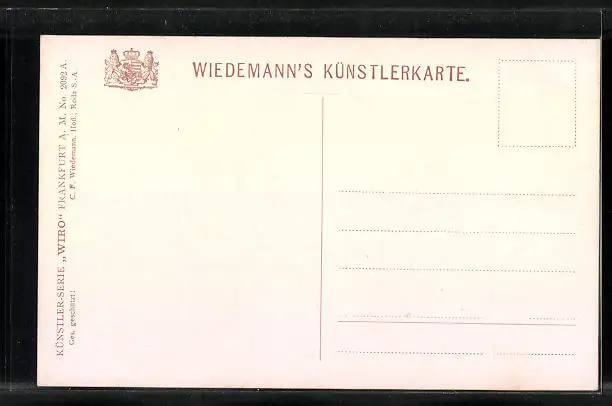 WIEDEMANN'S KÜNSTLERKARTE.
KÜNSTLER-SERIE „WIRO“ FRANKFURT A. M. No. 2092 A.
Ges. geschützt! C. F. Wiedemann, Hofl., Roda S.-A.